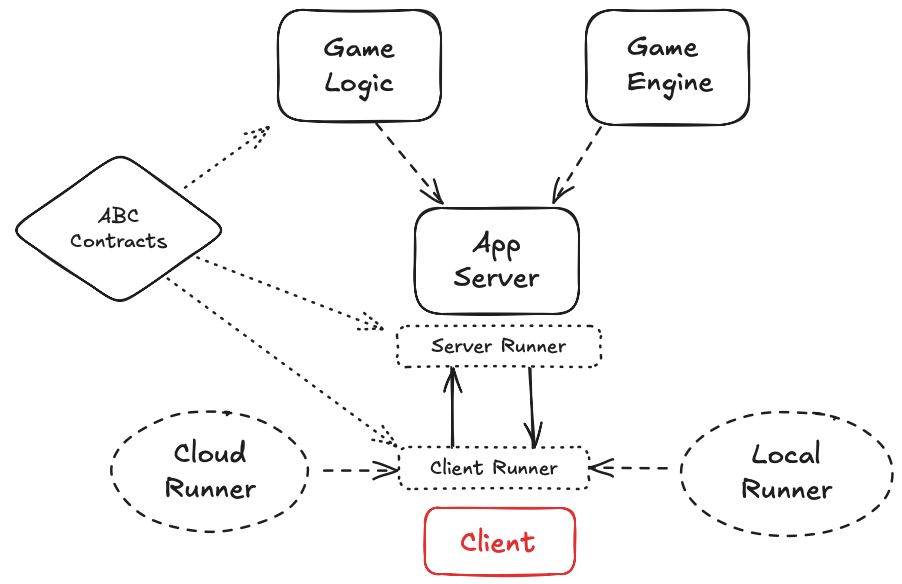 Game
Logic
Game
Engine
ABC
Contracts
App
Server
Server Runner
Cloud
Runner
Client Runner
Local
Runner
Client